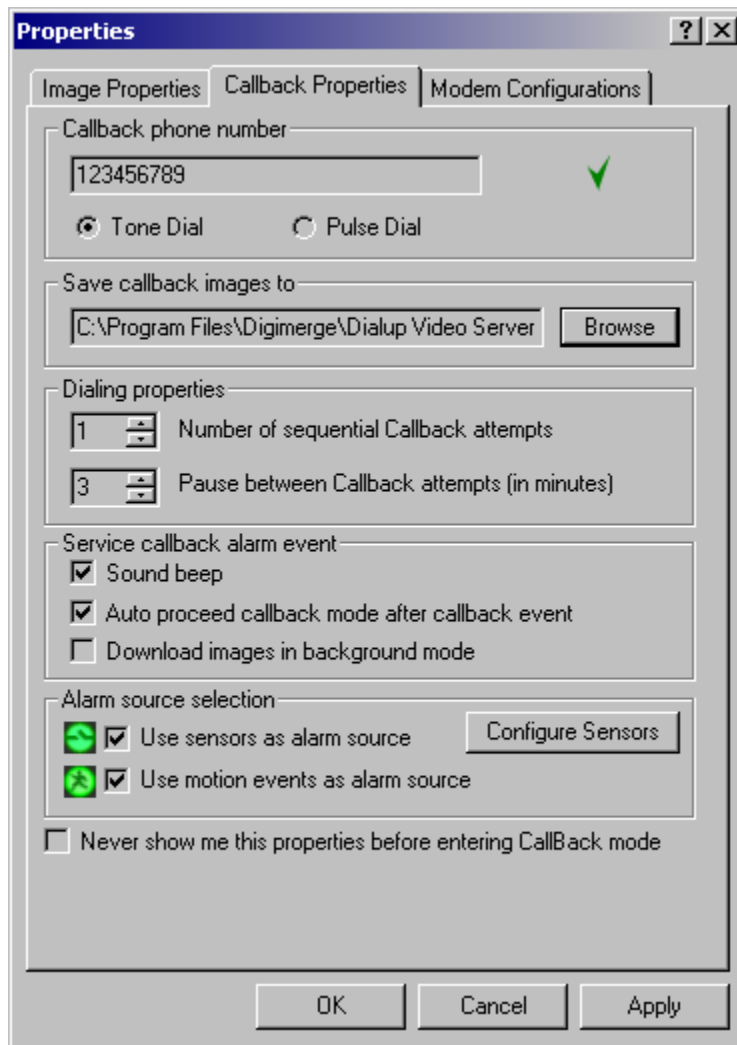 Properties
?
Image Properties Callback Properties Modem Configurations
Callback phone number
123456789
Tone Dial Pulse Dial
Save callback images to
C:\Program Files\Digimerge\Dialup Video Server Browse
Dialing properties
1 Number of sequential Callback attempts
3 Pause between Callback attempts (in minutes)
Service callback alarm event
Sound beep
Auto proceed callback mode after callback event
Download images in background mode
Alarm source selection
Use sensors as alarm source Configure Sensors
Use motion events as alarm source
Never show me this properties before entering CallBack mode
OK Cancel Apply